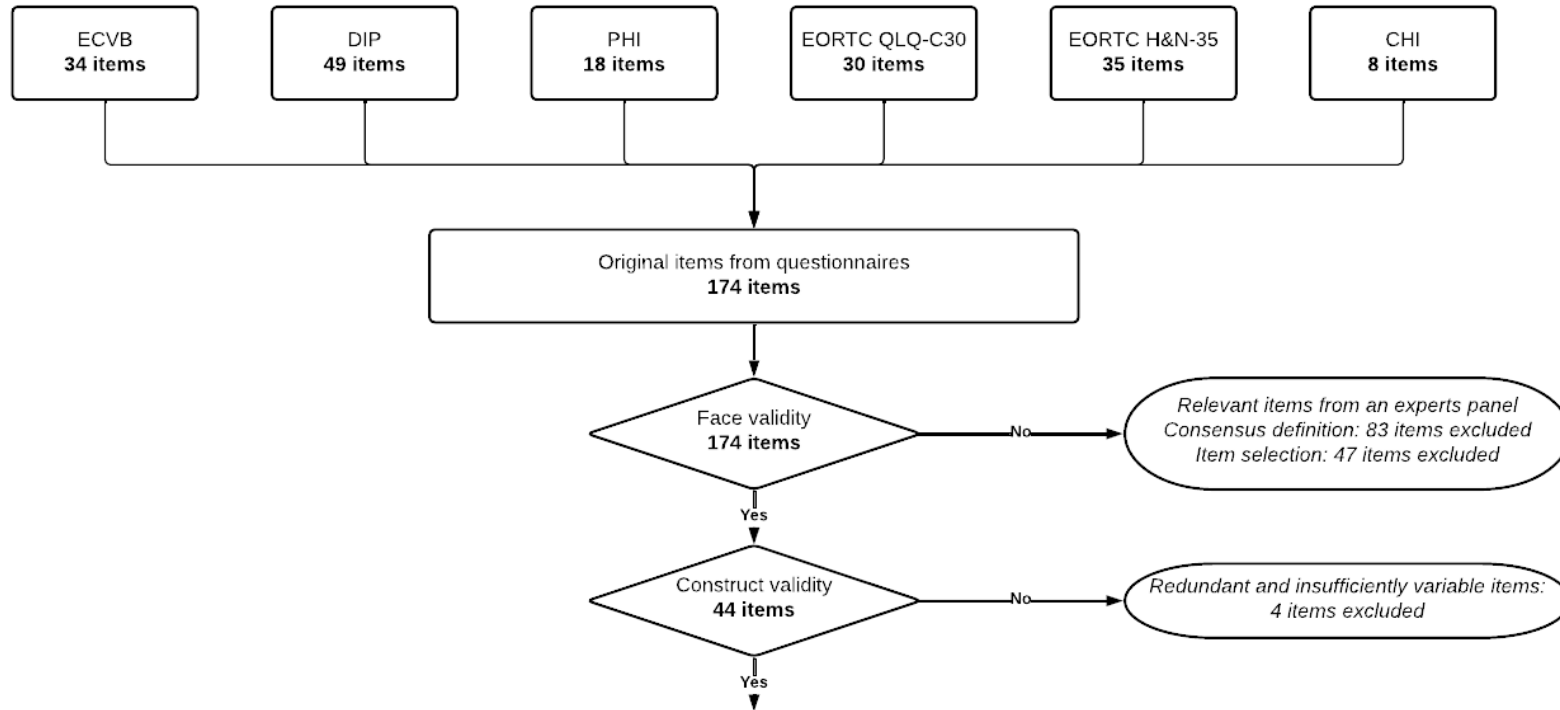 ECVB
34 items
DIP
49 items
PHI
18 items
EORTC QLQ-C30
30 items
EORTC H&N-35
35 items
CHI
8 items
Original items from questionnaires
174 items
Face validity
174 items
No
Relevant items from an experts panel
Consensus definition: 83 items excluded
Item selection: 47 items excluded
Yes
Construct validity
44 items
No
Redundant and insufficiently variable items:
4 items excluded
Yes